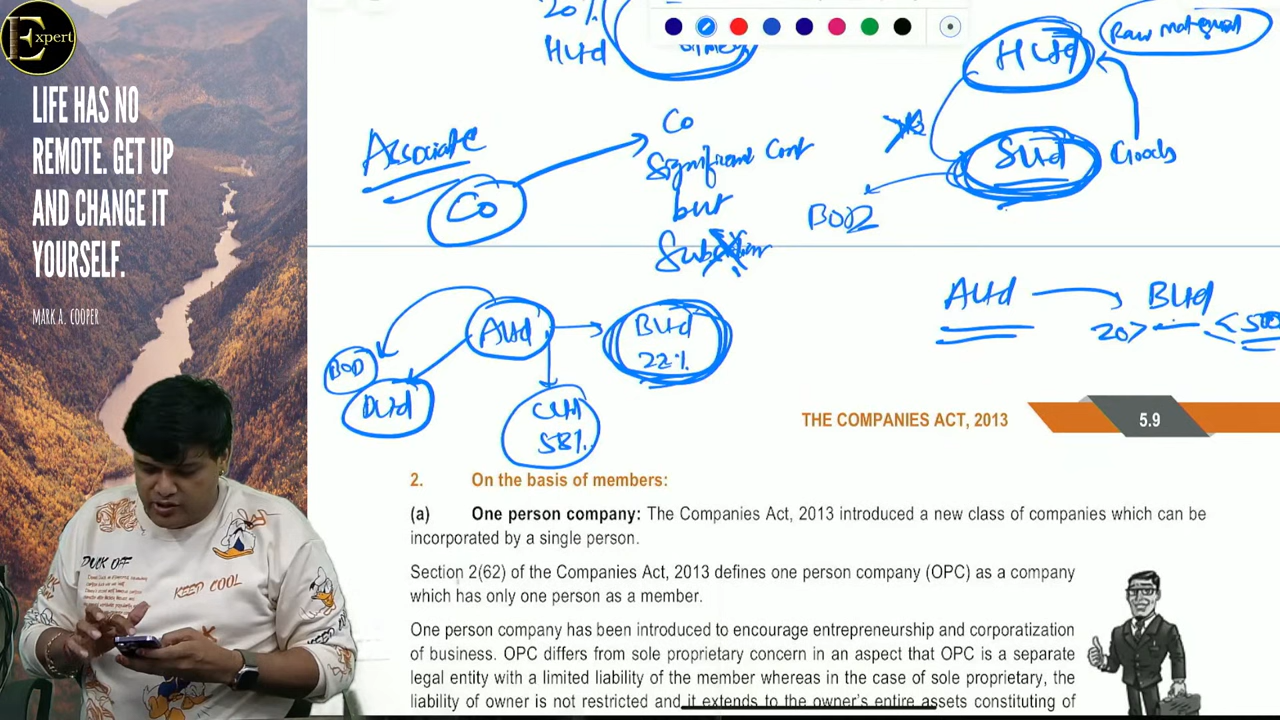 Expert
LIFE HAS NO
REMOTE. GET UP
AND CHANGE IT
YOURSELF.
MARK A. COOPER
20%
HLtd
HLtd
Raw material
Associate
Co
Co
Significant Cont
but
SLtd
Goods
BOD
ALtd
BLtd
22%
BOD
DLtd
CLtd
58%
ALtd
BLtd
20>
THE COMPANIES ACT, 2013
5.9
2. On the basis of members:
(a) One person company: The Companies Act, 2013 introduced a new class of companies which can be
incorporated by a single person.
Section 2(62) of the Companies Act, 2013 defines one person company (OPC) as a company
which has only one person as a member.
One person company has been introduced to encourage entrepreneurship and corporatization
of business. OPC differs from sole proprietary concern in an aspect that OPC is a separate
legal entity with a limited liability of the member whereas in the case of sole proprietary, the
liability of owner is not restricted and it extends to the owner's entire assets constituting of
DUCK OFF
KEEP COOL